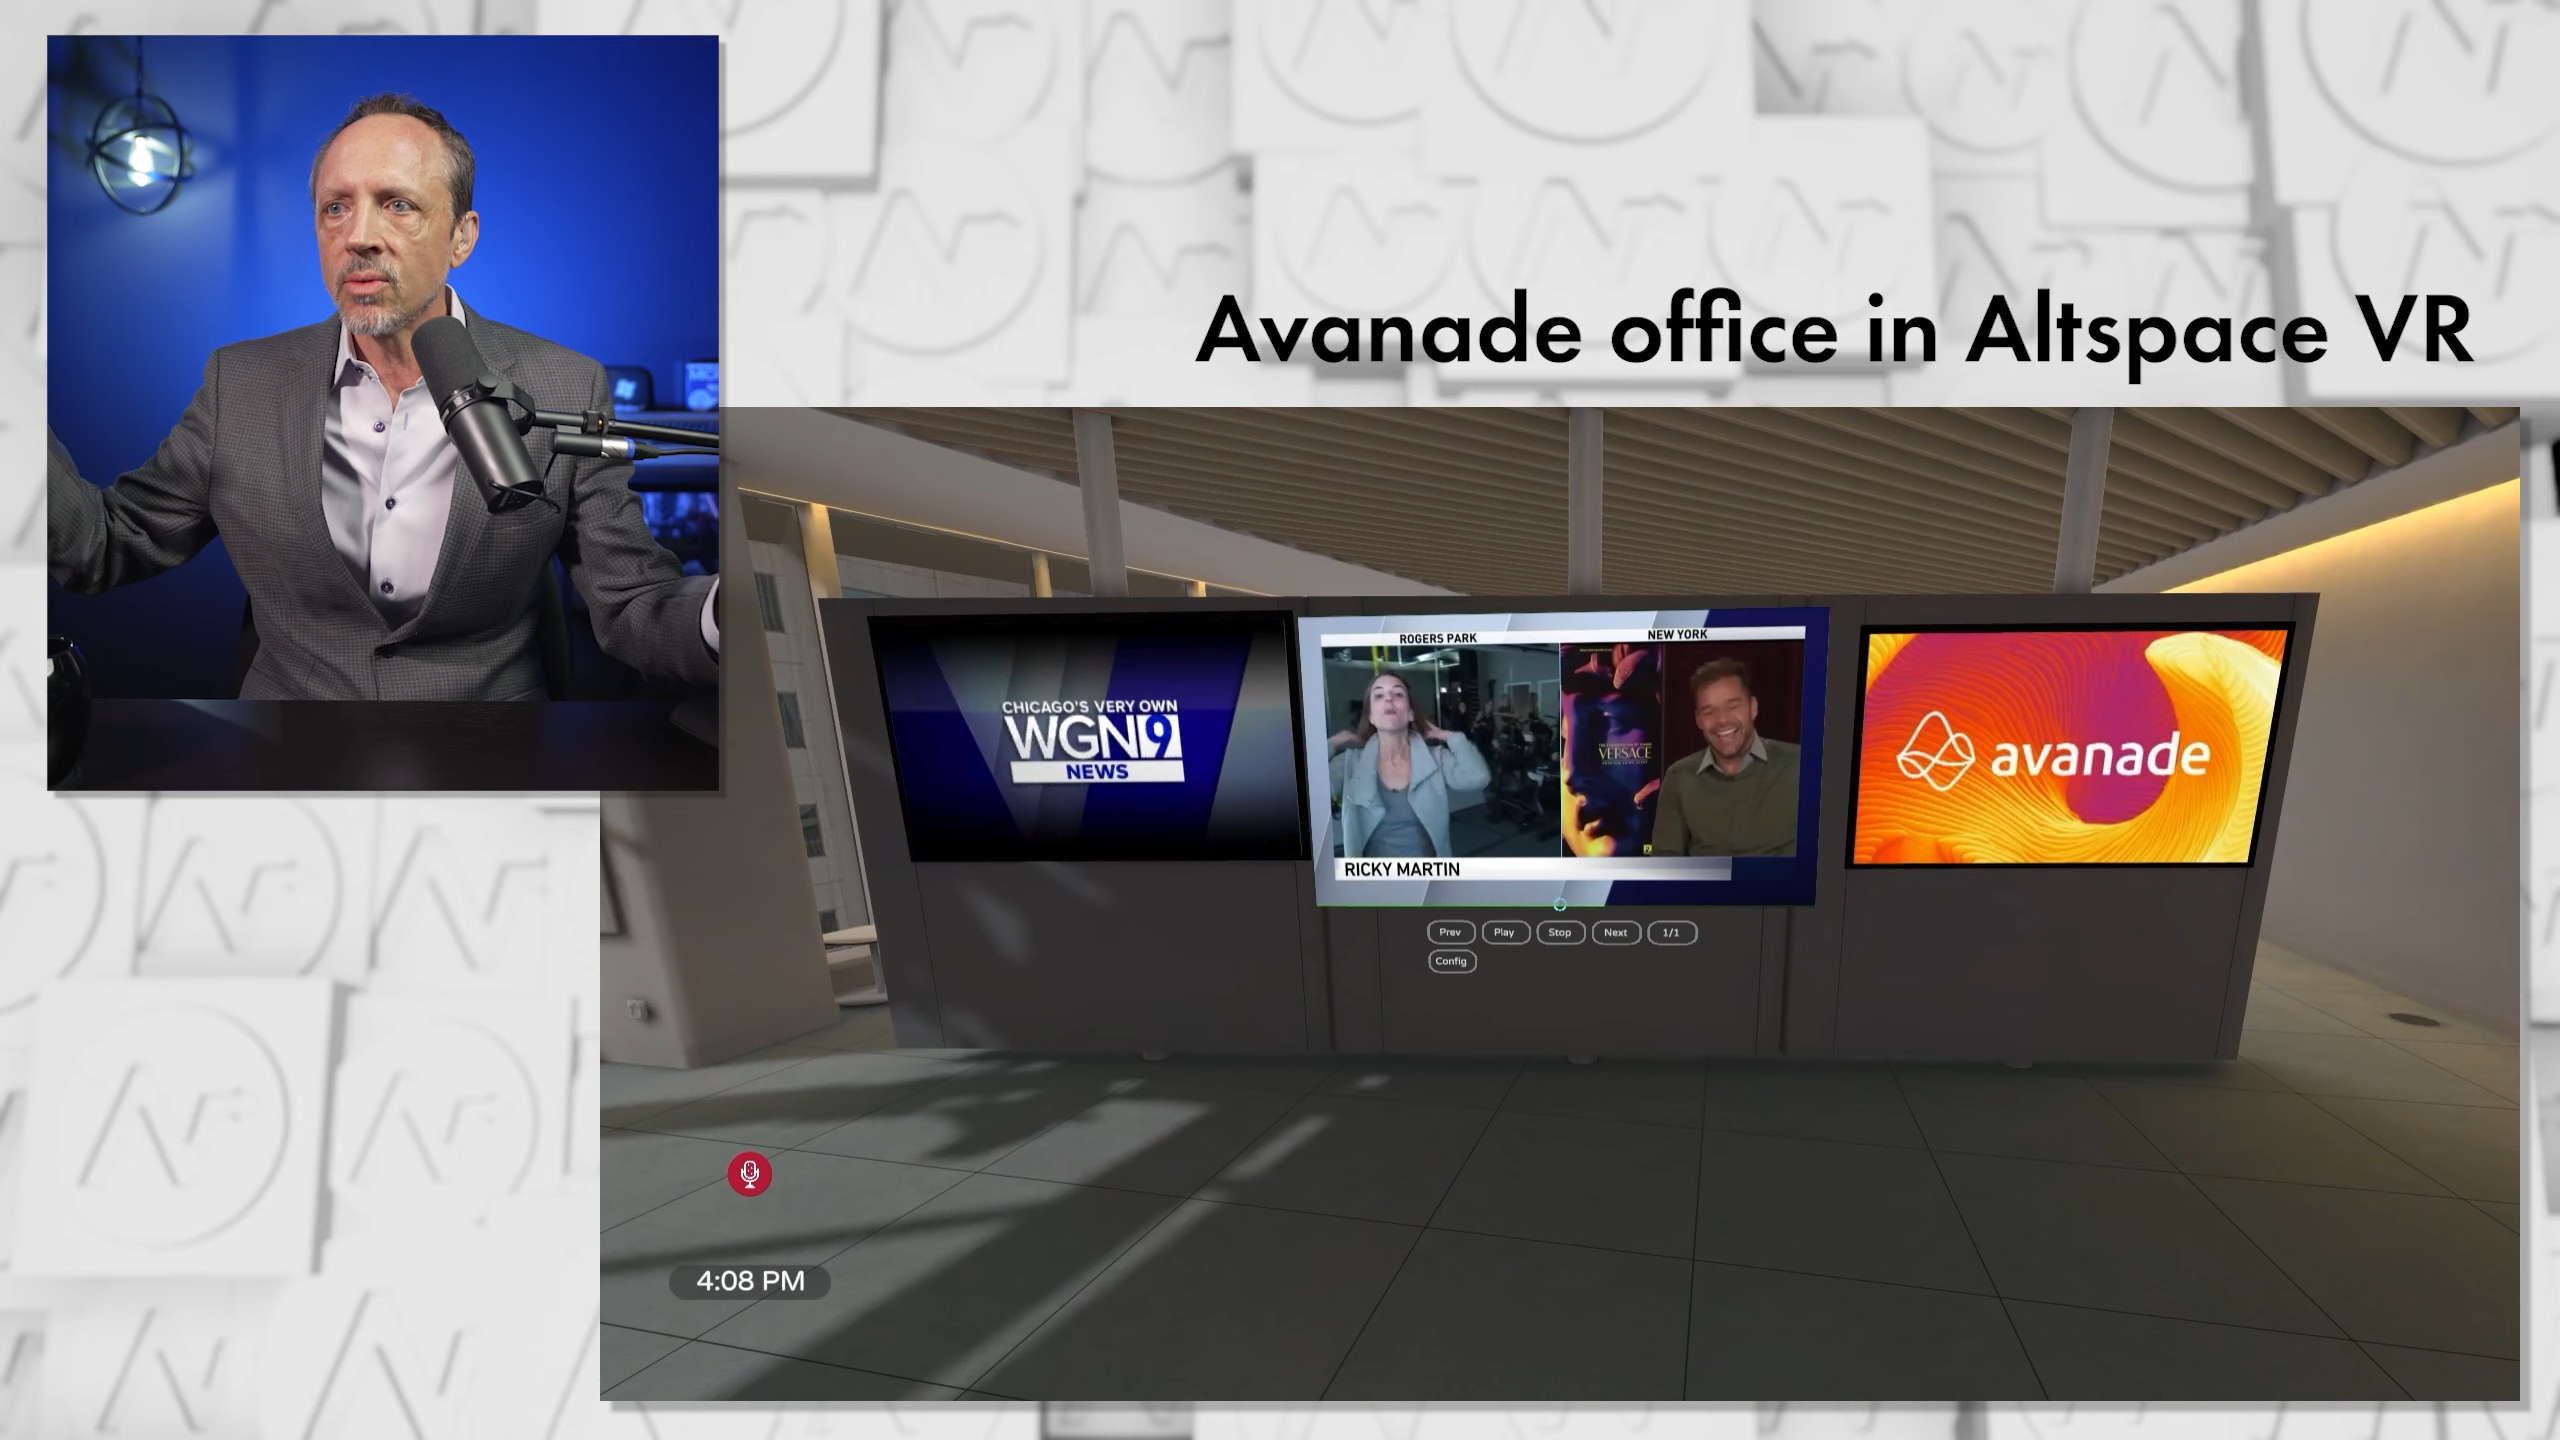 Avanade office in Altspace VR
CHICAGO'S VERY OWN
WGN9
NEWS
ROGERS PARK
NEW YORK
VERSACE
RICKY MARTIN
avanade
Prev
Play
Stop
Next
1/1
Config
4:08 PM